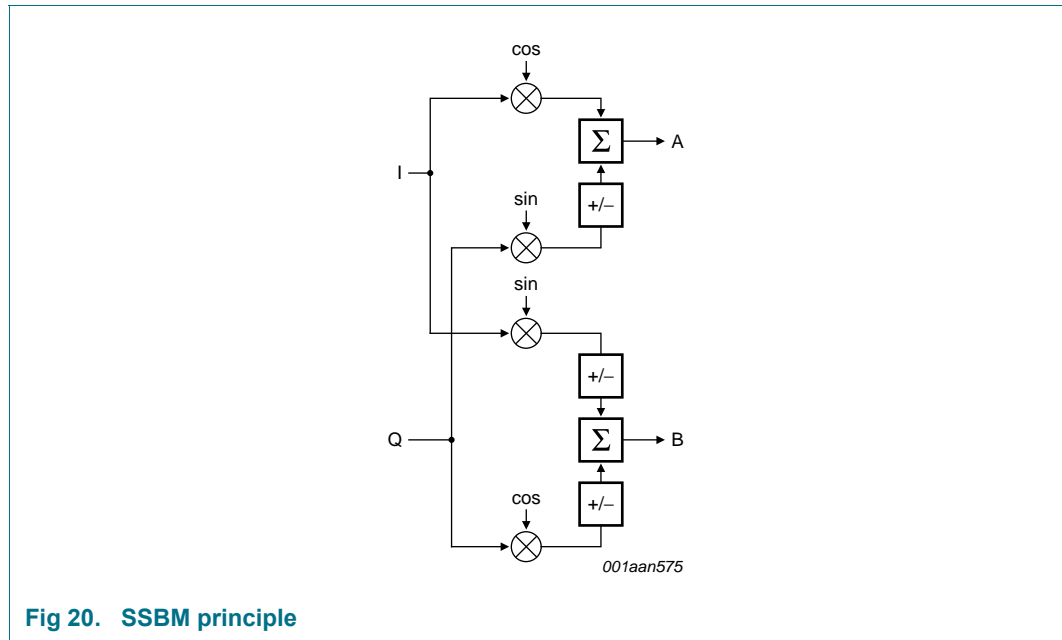 cos
Σ
A
I
+/−
sin
sin
+/−
Q
Σ
B
+/−
cos
001aan575
Fig 20. SSBM principle